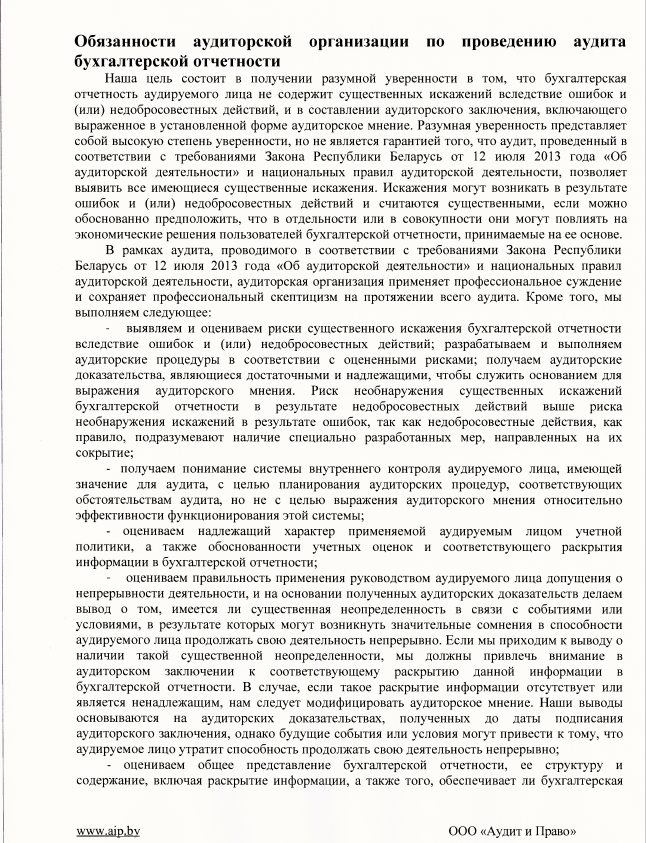 Обязанности аудиторской организации по проведению аудита
бухгалтерской отчетности
Наша цель состоит в получении разумной уверенности в том, что бухгалтерская
отчетность аудируемого лица не содержит существенных искажений вследствие ошибок и
(или) недобросовестных действий, и в составлении аудиторского заключения, включающего
выраженное в установленной форме аудиторское мнение. Разумная уверенность представляет
собой высокую степень уверенности, но не является гарантией того, что аудит, проведенный в
соответствии с требованиями Закона Республики Беларусь от 12 июля 2013 года «Об
аудиторской деятельности» и национальных правил аудиторской деятельности, позволяет
выявить все имеющиеся существенные искажения. Искажения могут возникать в результате
ошибок и (или) недобросовестных действий и считаются существенными, если можно
обоснованно предположить, что в отдельности или в совокупности они могут повлиять на
экономические решения пользователей бухгалтерской отчетности, принимаемые на ее основе.
В рамках аудита, проводимого в соответствии с требованиями Закона Республики
Беларусь от 12 июля 2013 года «Об аудиторской деятельности» и национальных правил
аудиторской деятельности, аудиторская организация применяет профессиональное суждение
и сохраняет профессиональный скептицизм на протяжении всего аудита. Кроме того, мы
выполняем следующее:
- выявляем и оцениваем риски существенного искажения бухгалтерской отчетности
вследствие ошибок и (или) недобросовестных действий; разрабатываем и выполняем
аудиторские процедуры в соответствии с оцененными рисками; получаем аудиторские
доказательства, являющиеся достаточными и надлежащими, чтобы служить основанием для
выражения аудиторского мнения. Риск необнаружения существенных искажений
бухгалтерской отчетности в результате недобросовестных действий выше риска
необнаружения искажений в результате ошибок, так как недобросовестные действия, как
правило, подразумевают наличие специально разработанных мер, направленных на их
сокрытие;
- получаем понимание системы внутреннего контроля аудируемого лица, имеющей
значение для аудита, с целью планирования аудиторских процедур, соответствующих
обстоятельствам аудита, но не с целью выражения аудиторского мнения относительно
эффективности функционирования этой системы;
- оцениваем надлежащий характер применяемой аудируемым лицом учетной
политики, а также обоснованности учетных оценок и соответствующего раскрытия
информации в бухгалтерской отчетности;
- оцениваем правильность применения руководством аудируемого лица допущения о
непрерывности деятельности, и на основании полученных аудиторских доказательств делаем
вывод о том, имеется ли существенная неопределенность в связи с событиями или
условиями, в результате которых могут возникнуть значительные сомнения в способности
аудируемого лица продолжать свою деятельность непрерывно. Если мы приходим к выводу о
наличии такой существенной неопределенности, мы должны привлечь внимание в
аудиторском заключении к соответствующему раскрытию данной информации в
бухгалтерской отчетности. В случае, если такое раскрытие информации отсутствует или
является ненадлежащим, нам следует модифицировать аудиторское мнение. Наши выводы
основываются на аудиторских доказательствах, полученных до даты подписания
аудиторского заключения, однако будущие события или условия могут привести к тому, что
аудируемое лицо утратит способность продолжать свою деятельность непрерывно;
- оцениваем общее представление бухгалтерской отчетности, ее структуру и
содержание, включая раскрытие информации, а также того, обеспечивает ли бухгалтерская
www.aip.by ООО «Аудит и Право»